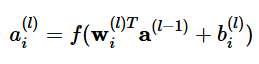 $a_i^{(l)} = f(\mathbf{w}_i^{(l)T} \mathbf{a}^{(l-1)} + b_i^{(l)})$